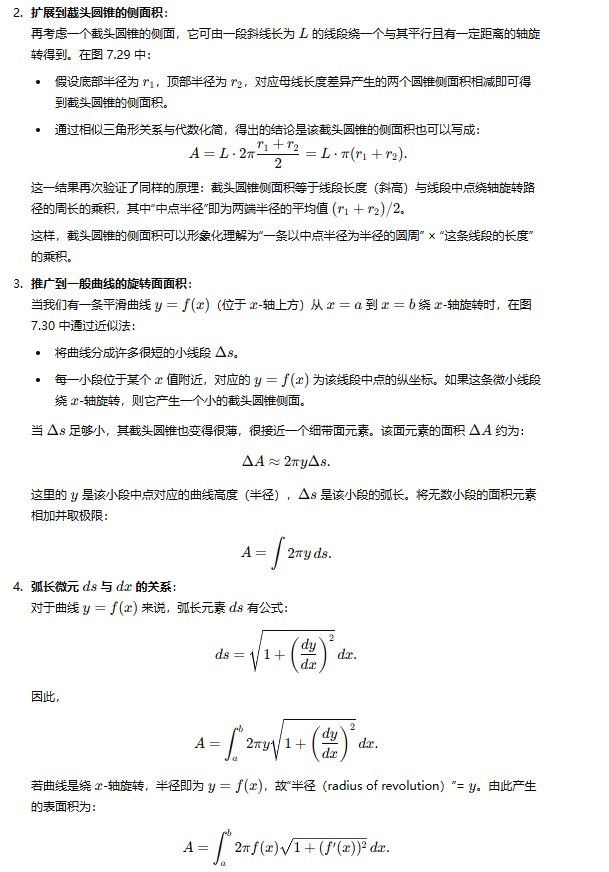 2. 扩展到截头圆锥的侧面积：
再考虑一个截头圆锥的侧面，它可由一段斜线长为 L 的线段绕一个与其平行且有一定距离的轴旋
转得到。在图 7.29 中：
• 假设底部半径为 r₁，顶部半径为 r₂，对应母线长度差异产生的两个圆锥侧面积相减即可得
到截头圆锥的侧面积。
• 通过相似三角形关系与代数化简，得出的结论是该截头圆锥的侧面积也可以写成：
A = L · 2π (r₁ + r₂)/2 = L · π(r₁ + r₂).
这一结果再次验证了同样的原理：截头圆锥侧面积等于线段长度（斜高）与线段中点绕轴旋转路
径的周长的乘积，其中“中点半径”即为两端半径的平均值 (r₁ + r₂)/2。
这样，截头圆锥的侧面积可以形象化理解为“一条以中点半径为半径的圆周” × “这条线段的长度”
的乘积。
3. 推广到一般曲线的旋转面面积：
当我们有一条平滑曲线 y = f(x)（位于 x-轴上方）从 x = a 到 x = b 绕 x-轴旋转时，在图
7.30 中通过近似法：
• 将曲线分成许多很短的小线段 Δs。
• 每一小段位于某个 x 值附近，对应的 y = f(x) 为该线段中点的纵坐标。如果这条微小线段
绕 x-轴旋转，则它产生一个小的截头圆锥侧面。
当 Δs 足够小，其截头圆锥也变得很薄，很接近一个细带面元素。该面元素的面积 ΔA 约为：
ΔA ≈ 2πyΔs.
这里的 y 是该小段中点对应的曲线高度（半径），Δs 是该小段的弧长。将无数小段的面积元素
相加并取极限：
A = ∫ 2πy ds.
4. 弧长微元 ds 与 dx 的关系：
对于曲线 y = f(x) 来说，弧长元素 ds 有公式：
ds = √(1 + (dy/dx)²) dx.
因此，
A = ∫ₐᵇ 2πy√(1 + (dy/dx)²) dx.
若曲线是绕 x-轴旋转，半径即为 y = f(x)，故“半径（radius of revolution）”= y。由此产生
的表面积为：
A = ∫ₐᵇ 2πf(x)√(1 + (f′(x))²) dx.